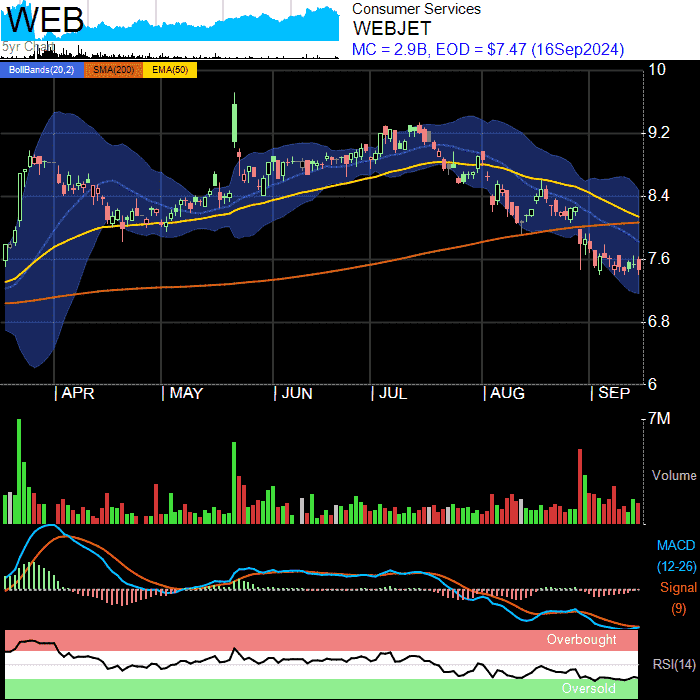 WEB
5yr Chart
Consumer Services
WEBJET
MC = 2.9B, EOD = $7.47 (16Sep2024)
BollBands(20,2) SMA(200) EMA(50)
10
9.2
8.4
7.6
6.8
6
APR MAY JUN JUL AUG SEP
7M
Volume
MACD
(12-26)
Signal
(9)
Overbought
RSI(14)
Oversold